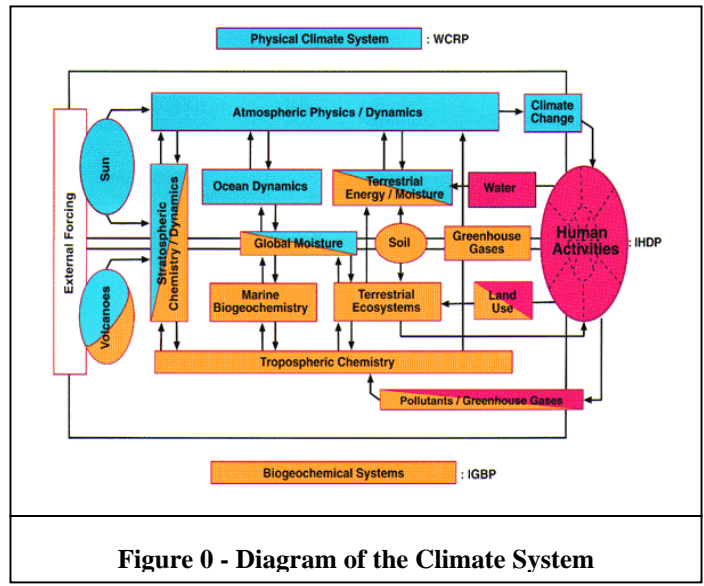 Physical Climate System : WCRP
Atmospheric Physics / Dynamics
Climate
Change
External Forcing
Sun
Stratospheric
Chemistry / Dynamics
Ocean Dynamics
Terrestrial
Energy / Moisture
Water
Global Moisture
Soil
Greenhouse
Gases
Human
Activities
: IHDP
Volcanoes
Marine
Biogeochemistry
Terrestrial
Ecosystems
Land
Use
Tropospheric Chemistry
Pollutants / Greenhouse Gases
Biogeochemical Systems : IGBP
Figure 0 - Diagram of the Climate System